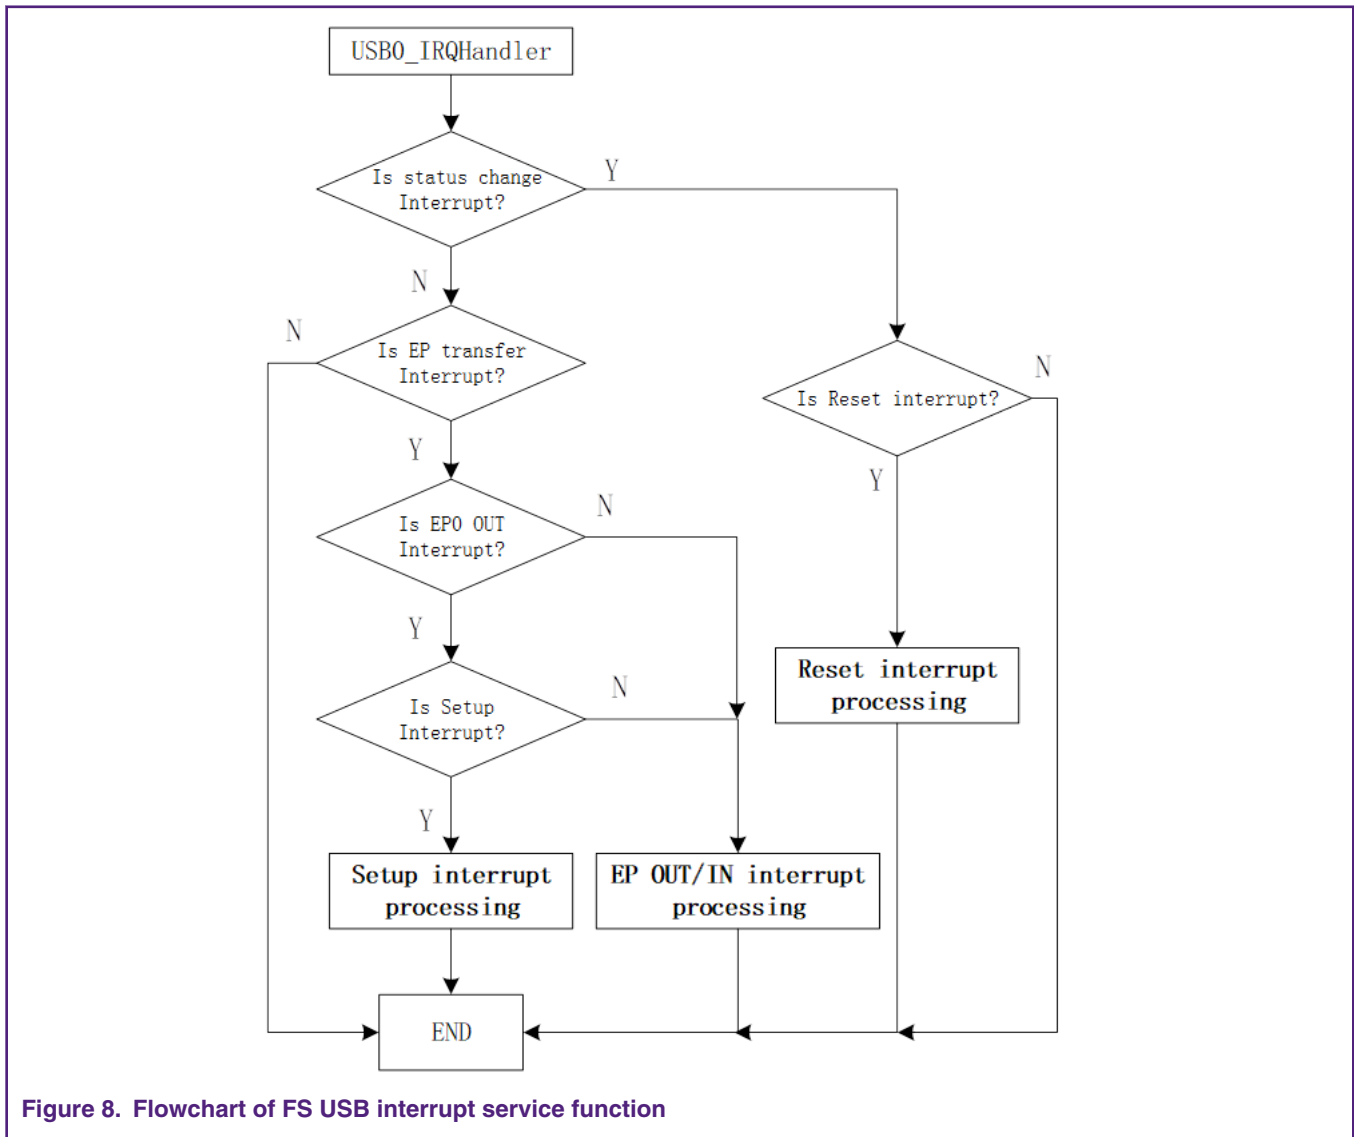 USB0_IRQHandler
Is status change
Interrupt?
Y
N
N
Is EP transfer
Interrupt?
N
Is Reset interrupt?
Y
Y
N
Is EP0 OUT
Interrupt?
Y
N
Is Setup
Interrupt?
Reset interrupt
processing
Y
Setup interrupt
processing
EP OUT/IN interrupt
processing
END
Figure 8. Flowchart of FS USB interrupt service function